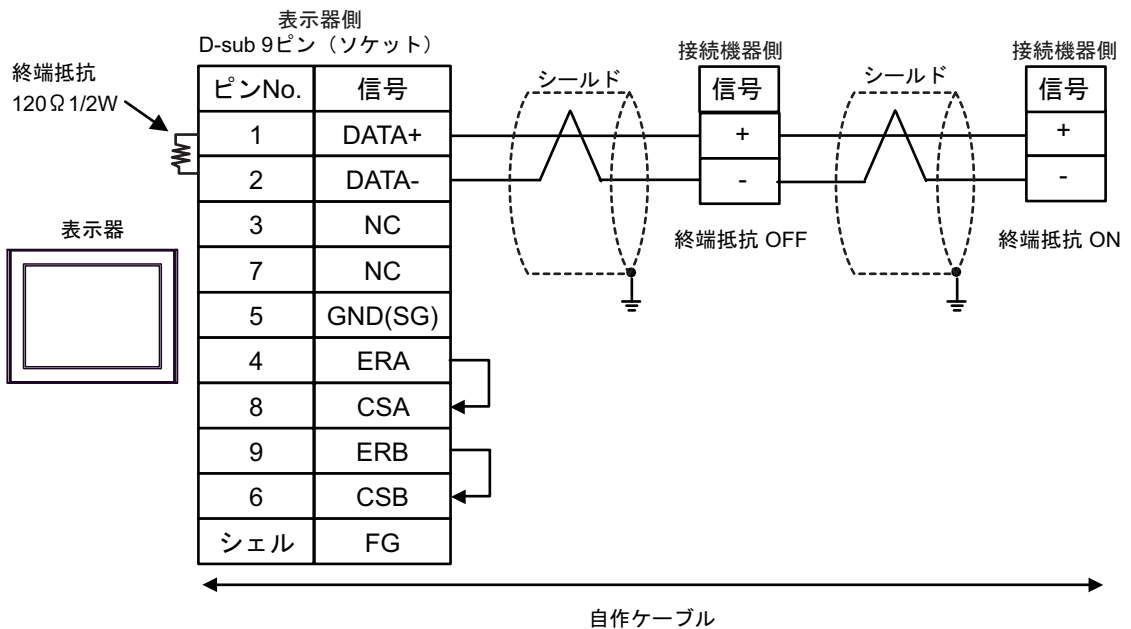 表示器側
D-sub 9ピン（ソケット）
終端抵抗
120Ω1/2W
ピンNo. 信号
1 DATA+
2 DATA-
3 NC
7 NC
5 GND(SG)
4 ERA
8 CSA
9 ERB
6 CSB
シェル FG
表示器
シールド
接続機器側
信号
+
-
終端抵抗 OFF
シールド
接続機器側
信号
+
-
終端抵抗 ON
自作ケーブル